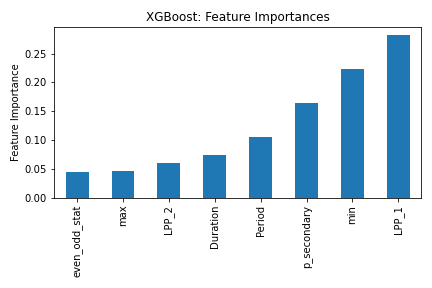 XGBoost: Feature Importances
Feature Importance
0.25
0.20
0.15
0.10
0.05
0.00
even_odd_stat
max
LPP_2
Duration
Period
p_secondary
min
LPP_1